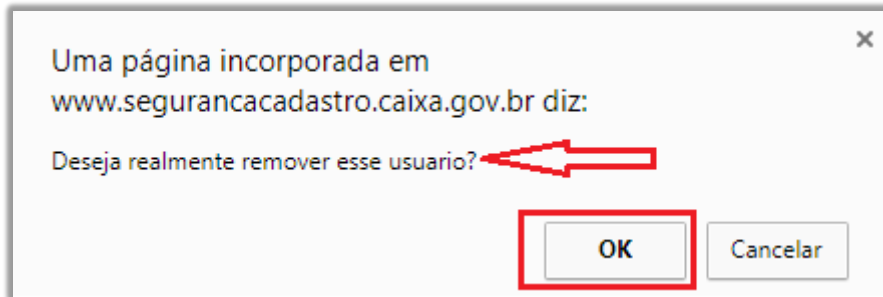 Uma página incorporada em
www.segurancacadastro.caixa.gov.br diz:
Deseja realmente remover esse usuario?
OK
Cancelar